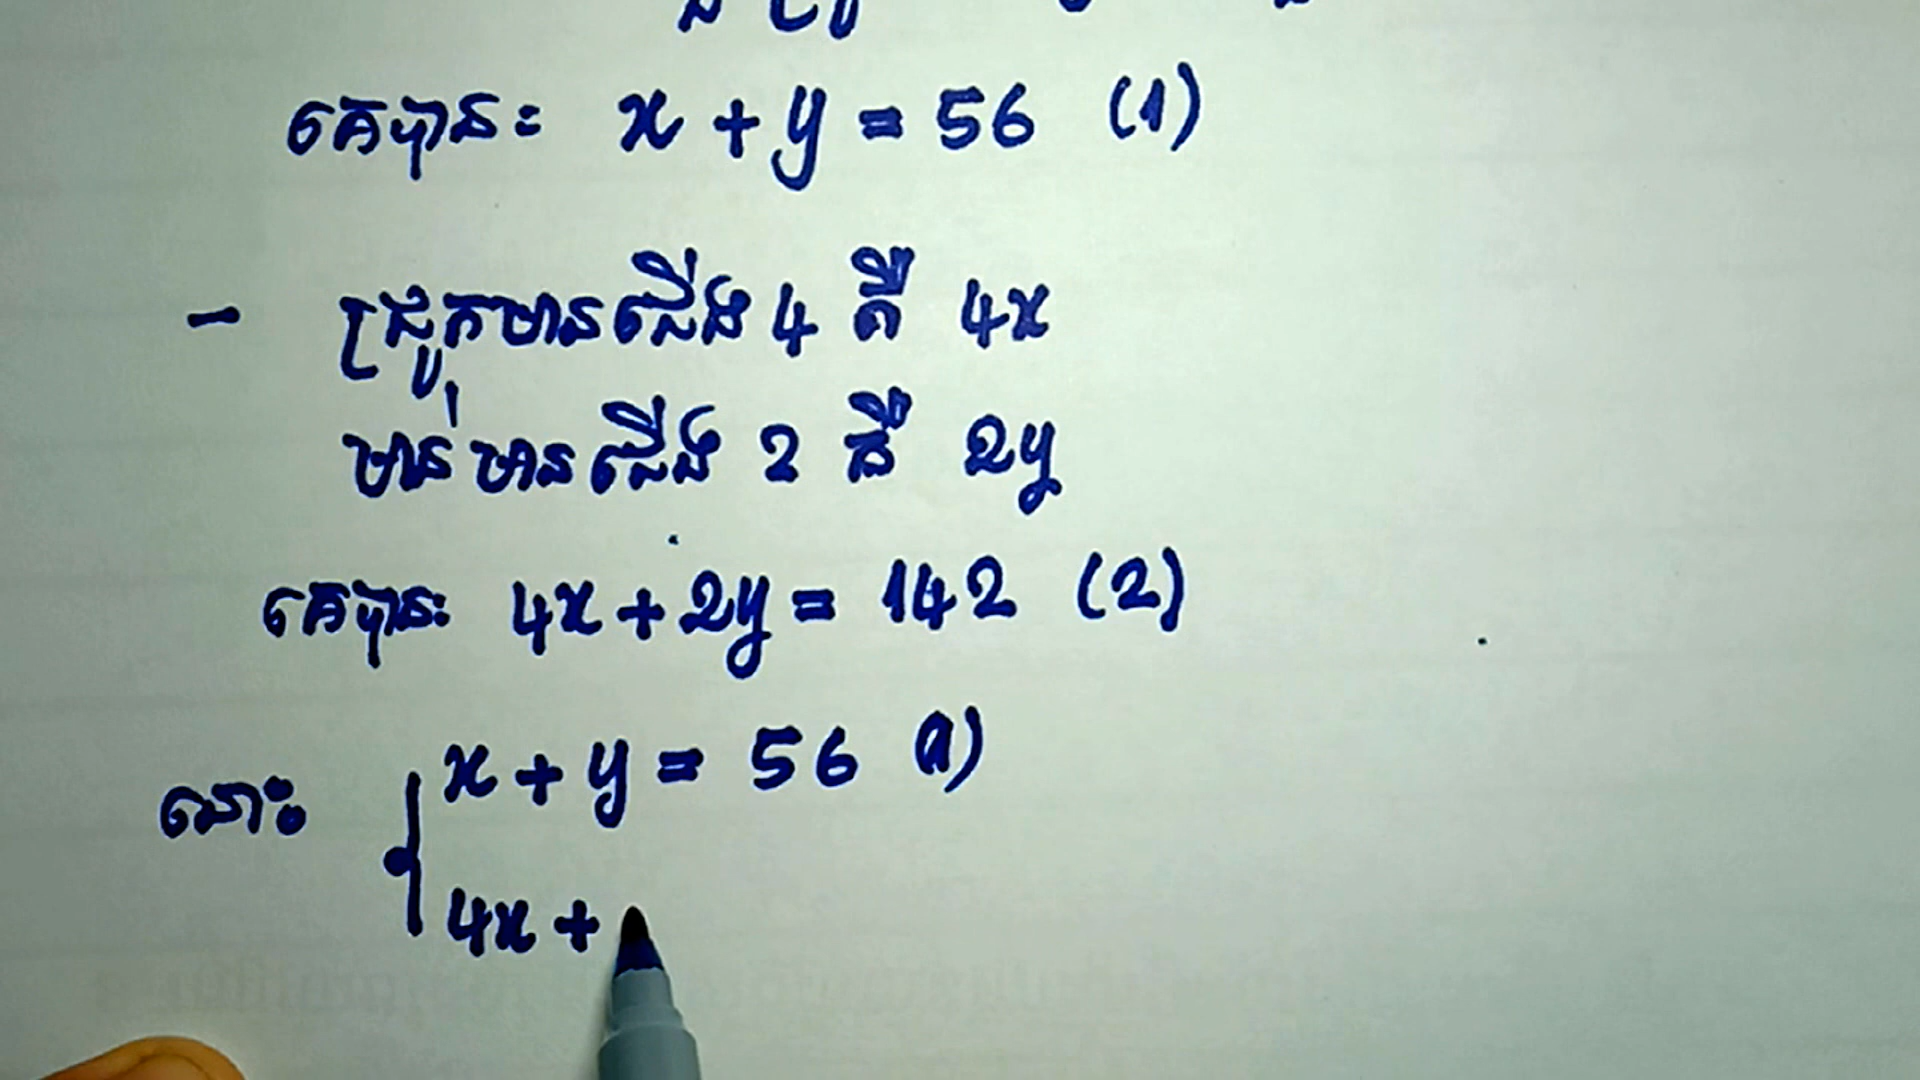 គេបាន: x + y = 56 (1)
- ជ្រូកមានជើង 4 គឺ 4x
មាន់មានជើង 2 គឺ 2y
គេបាន: 4x + 2y = 142 (2)
នោះ { x + y = 56 (1)
4x +